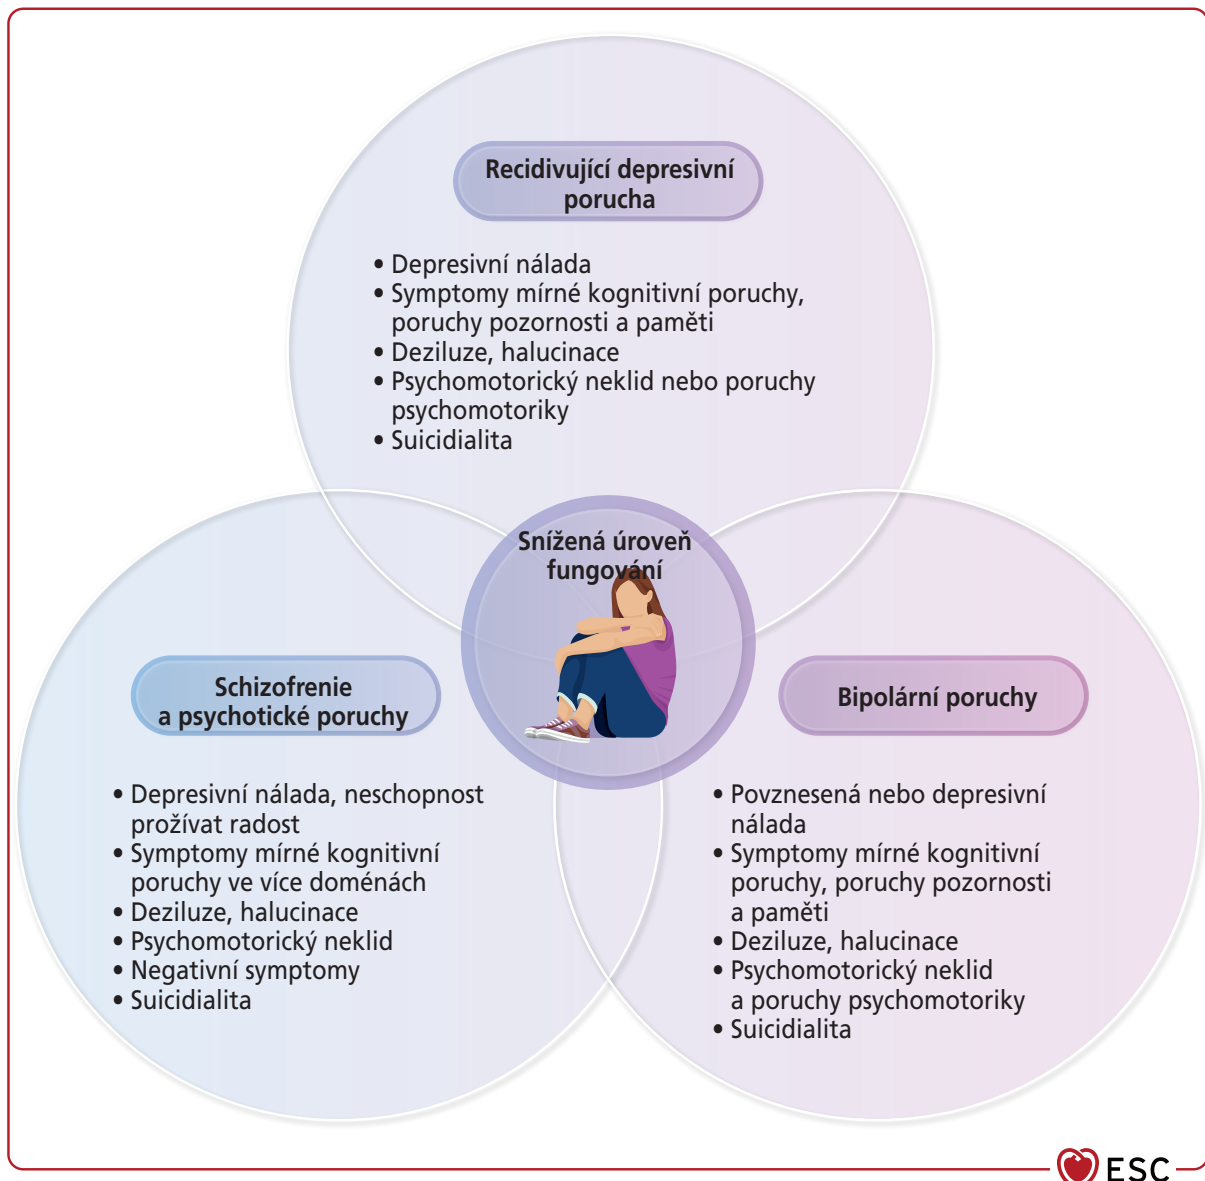 Recidivující depresivní
porucha
• Depresivní nálada
• Symptomy mírné kognitivní poruchy,
poruchy pozornosti a paměti
• Deziluze, halucinace
• Psychomotorický neklid nebo poruchy
psychomotoriky
• Suicidialita
Snížená úroveň
fungování
Schizofrenie
a psychotické poruchy
• Depresivní nálada, neschopnost
prožívat radost
• Symptomy mírné kognitivní
poruchy ve více doménách
• Deziluze, halucinace
• Psychomotorický neklid
• Negativní symptomy
• Suicidialita
Bipolární poruchy
• Povznesená nebo depresivní
nálada
• Symptomy mírné kognitivní
poruchy, poruchy pozornosti
a paměti
• Deziluze, halucinace
• Psychomotorický neklid
a poruchy psychomotoriky
• Suicidialita
ESC